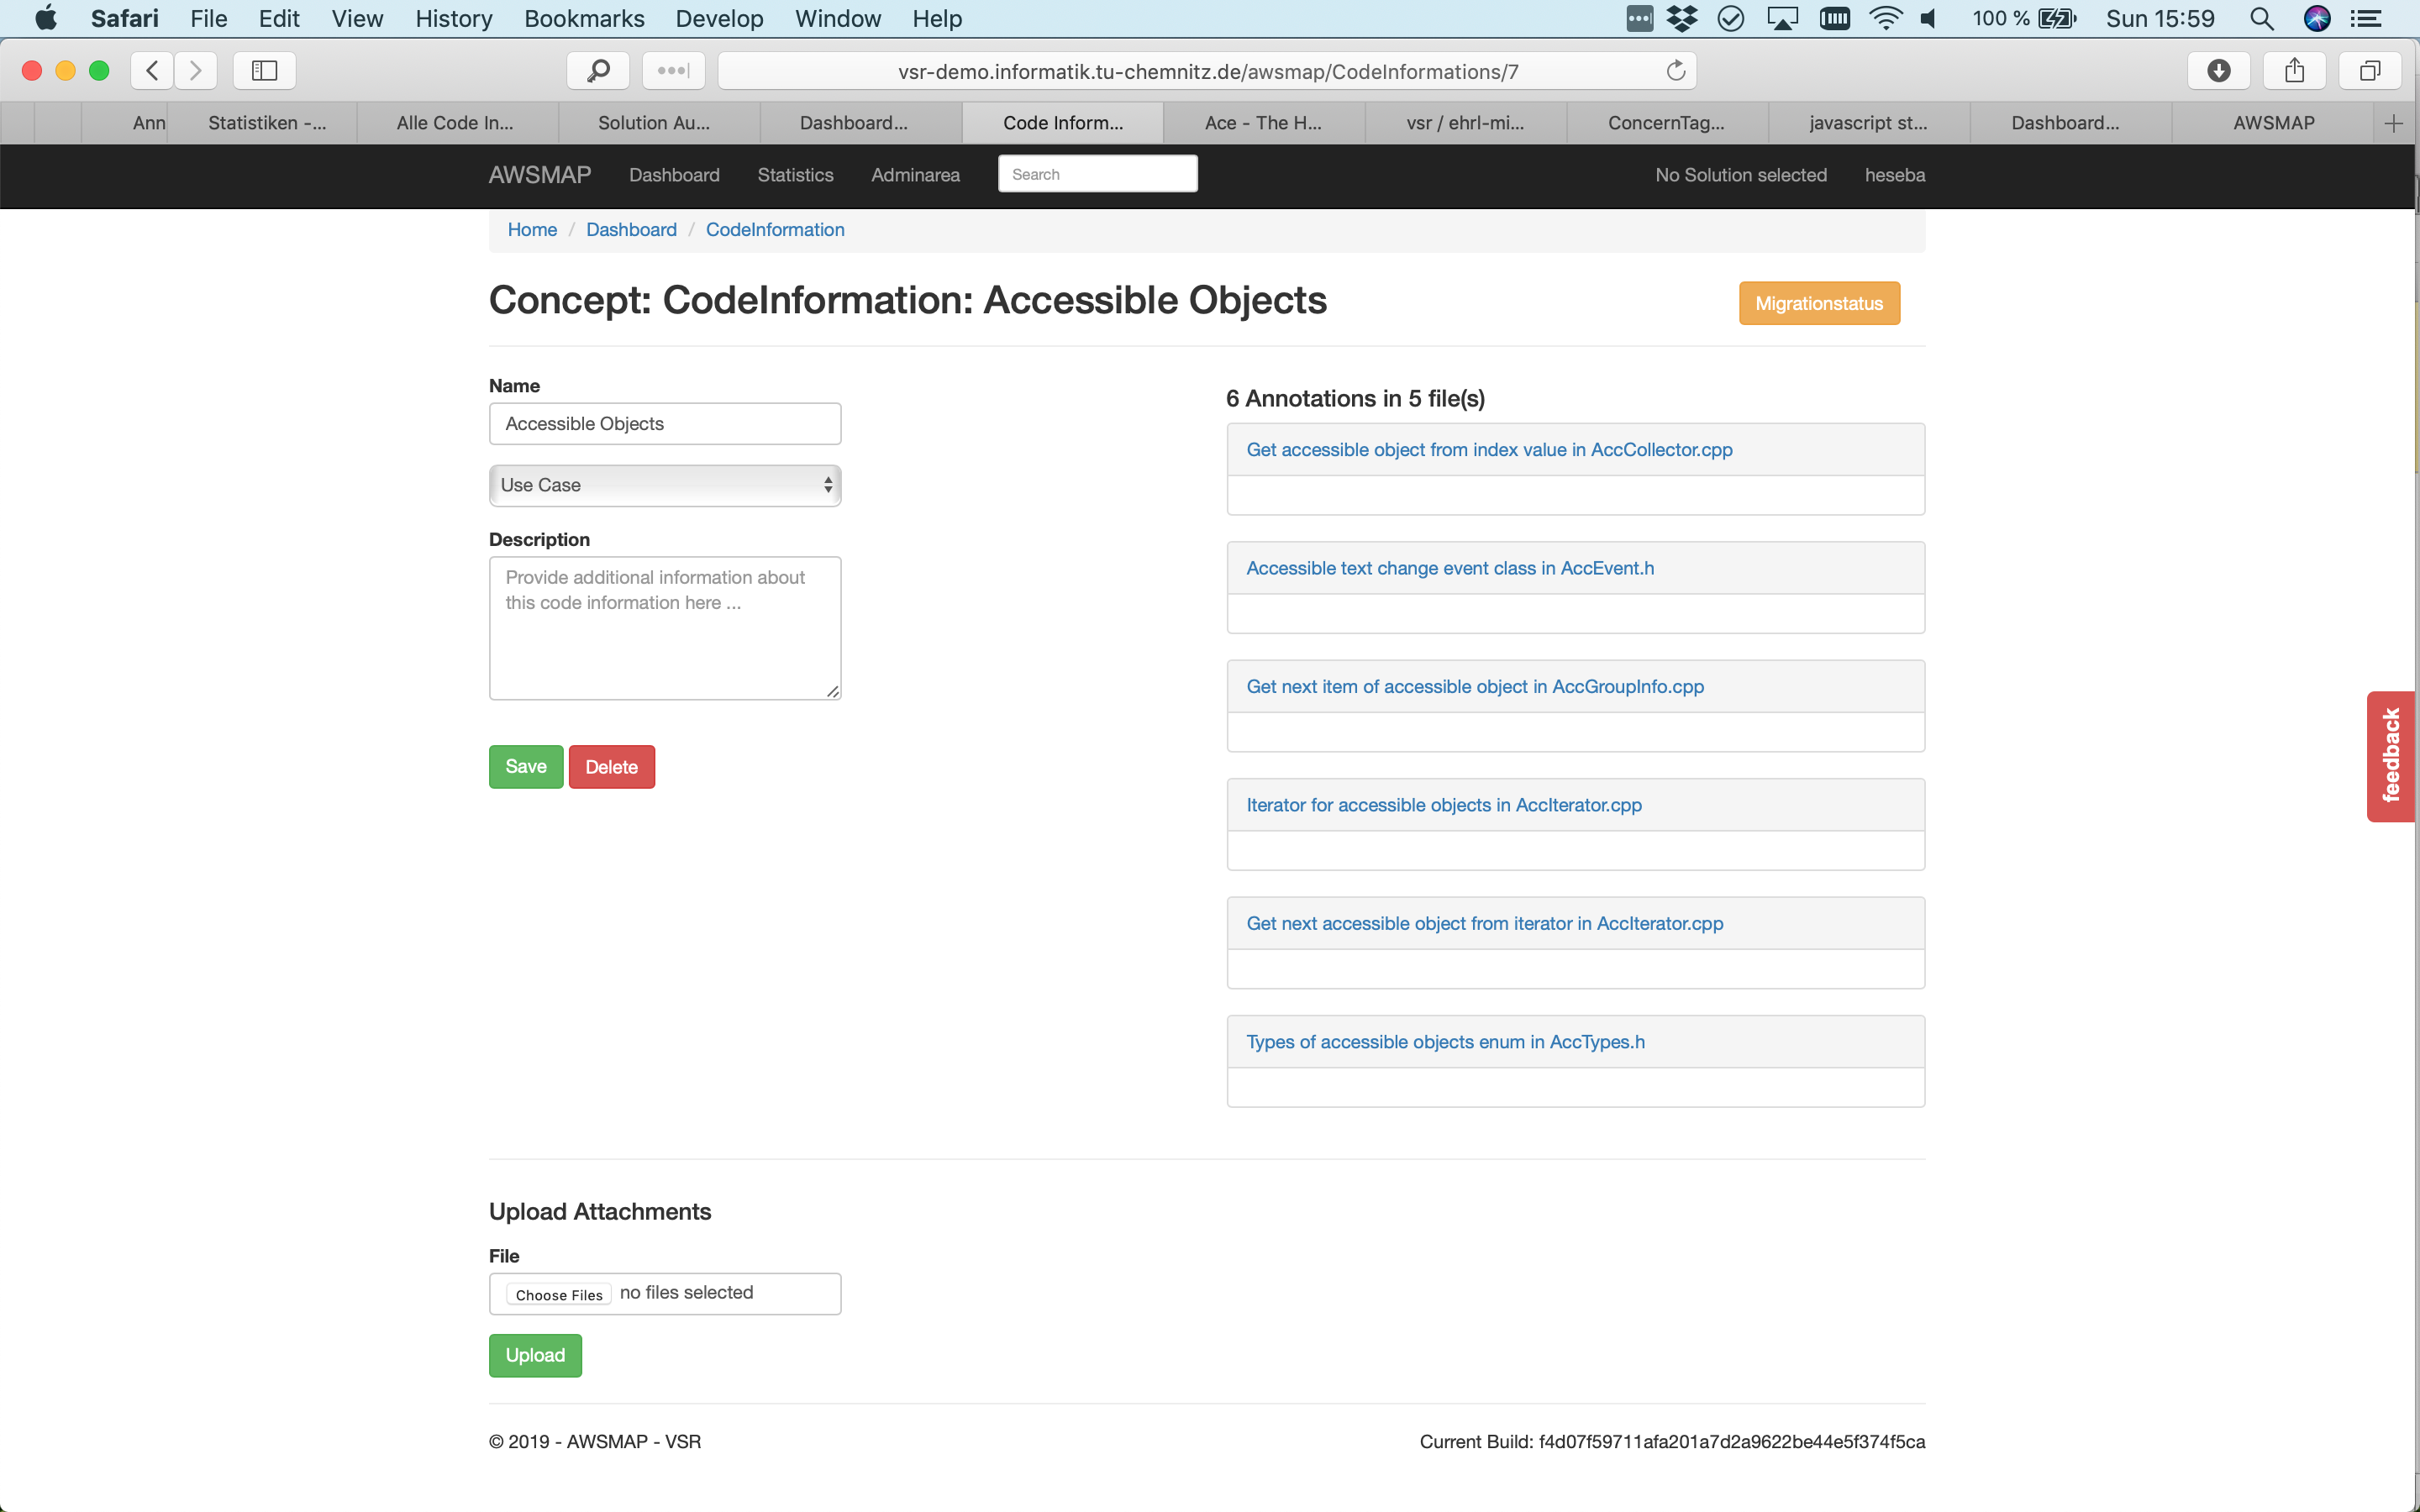 Safari File Edit View History Bookmarks Develop Window Help 100 % Sun 15:59
vsr-demo.informatik.tu-chemnitz.de/awsmap/CodeInformations/7
Ann Statistiken -... Alle Code In... Solution Au... Dashboard... Code Inform... Ace - The H... vsr / ehrl-mi... ConcernTag... javascript st... Dashboard... AWSMAP
AWSMAP Dashboard Statistics Adminarea Search No Solution selected heseba
Home / Dashboard / CodeInformation
Concept: CodeInformation: Accessible Objects
Migrationstatus
Name
Accessible Objects
Use Case
Description
Provide additional information about
this code information here ...
Save Delete
6 Annotations in 5 file(s)
Get accessible object from index value in AccCollector.cpp
Accessible text change event class in AccEvent.h
Get next item of accessible object in AccGroupInfo.cpp
Iterator for accessible objects in AccIterator.cpp
Get next accessible object from iterator in AccIterator.cpp
Types of accessible objects enum in AccTypes.h
feedback
Upload Attachments
File
Choose Files no files selected
Upload
© 2019 - AWSMAP - VSR
Current Build: f4d07f59711afa201a7d2a9622be44e5f374f5ca